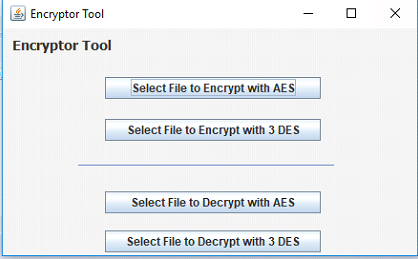 Encryptor Tool
Encryptor Tool
Select File to Encrypt with AES
Select File to Encrypt with 3 DES
Select File to Decrypt with AES
Select File to Decrypt with 3 DES